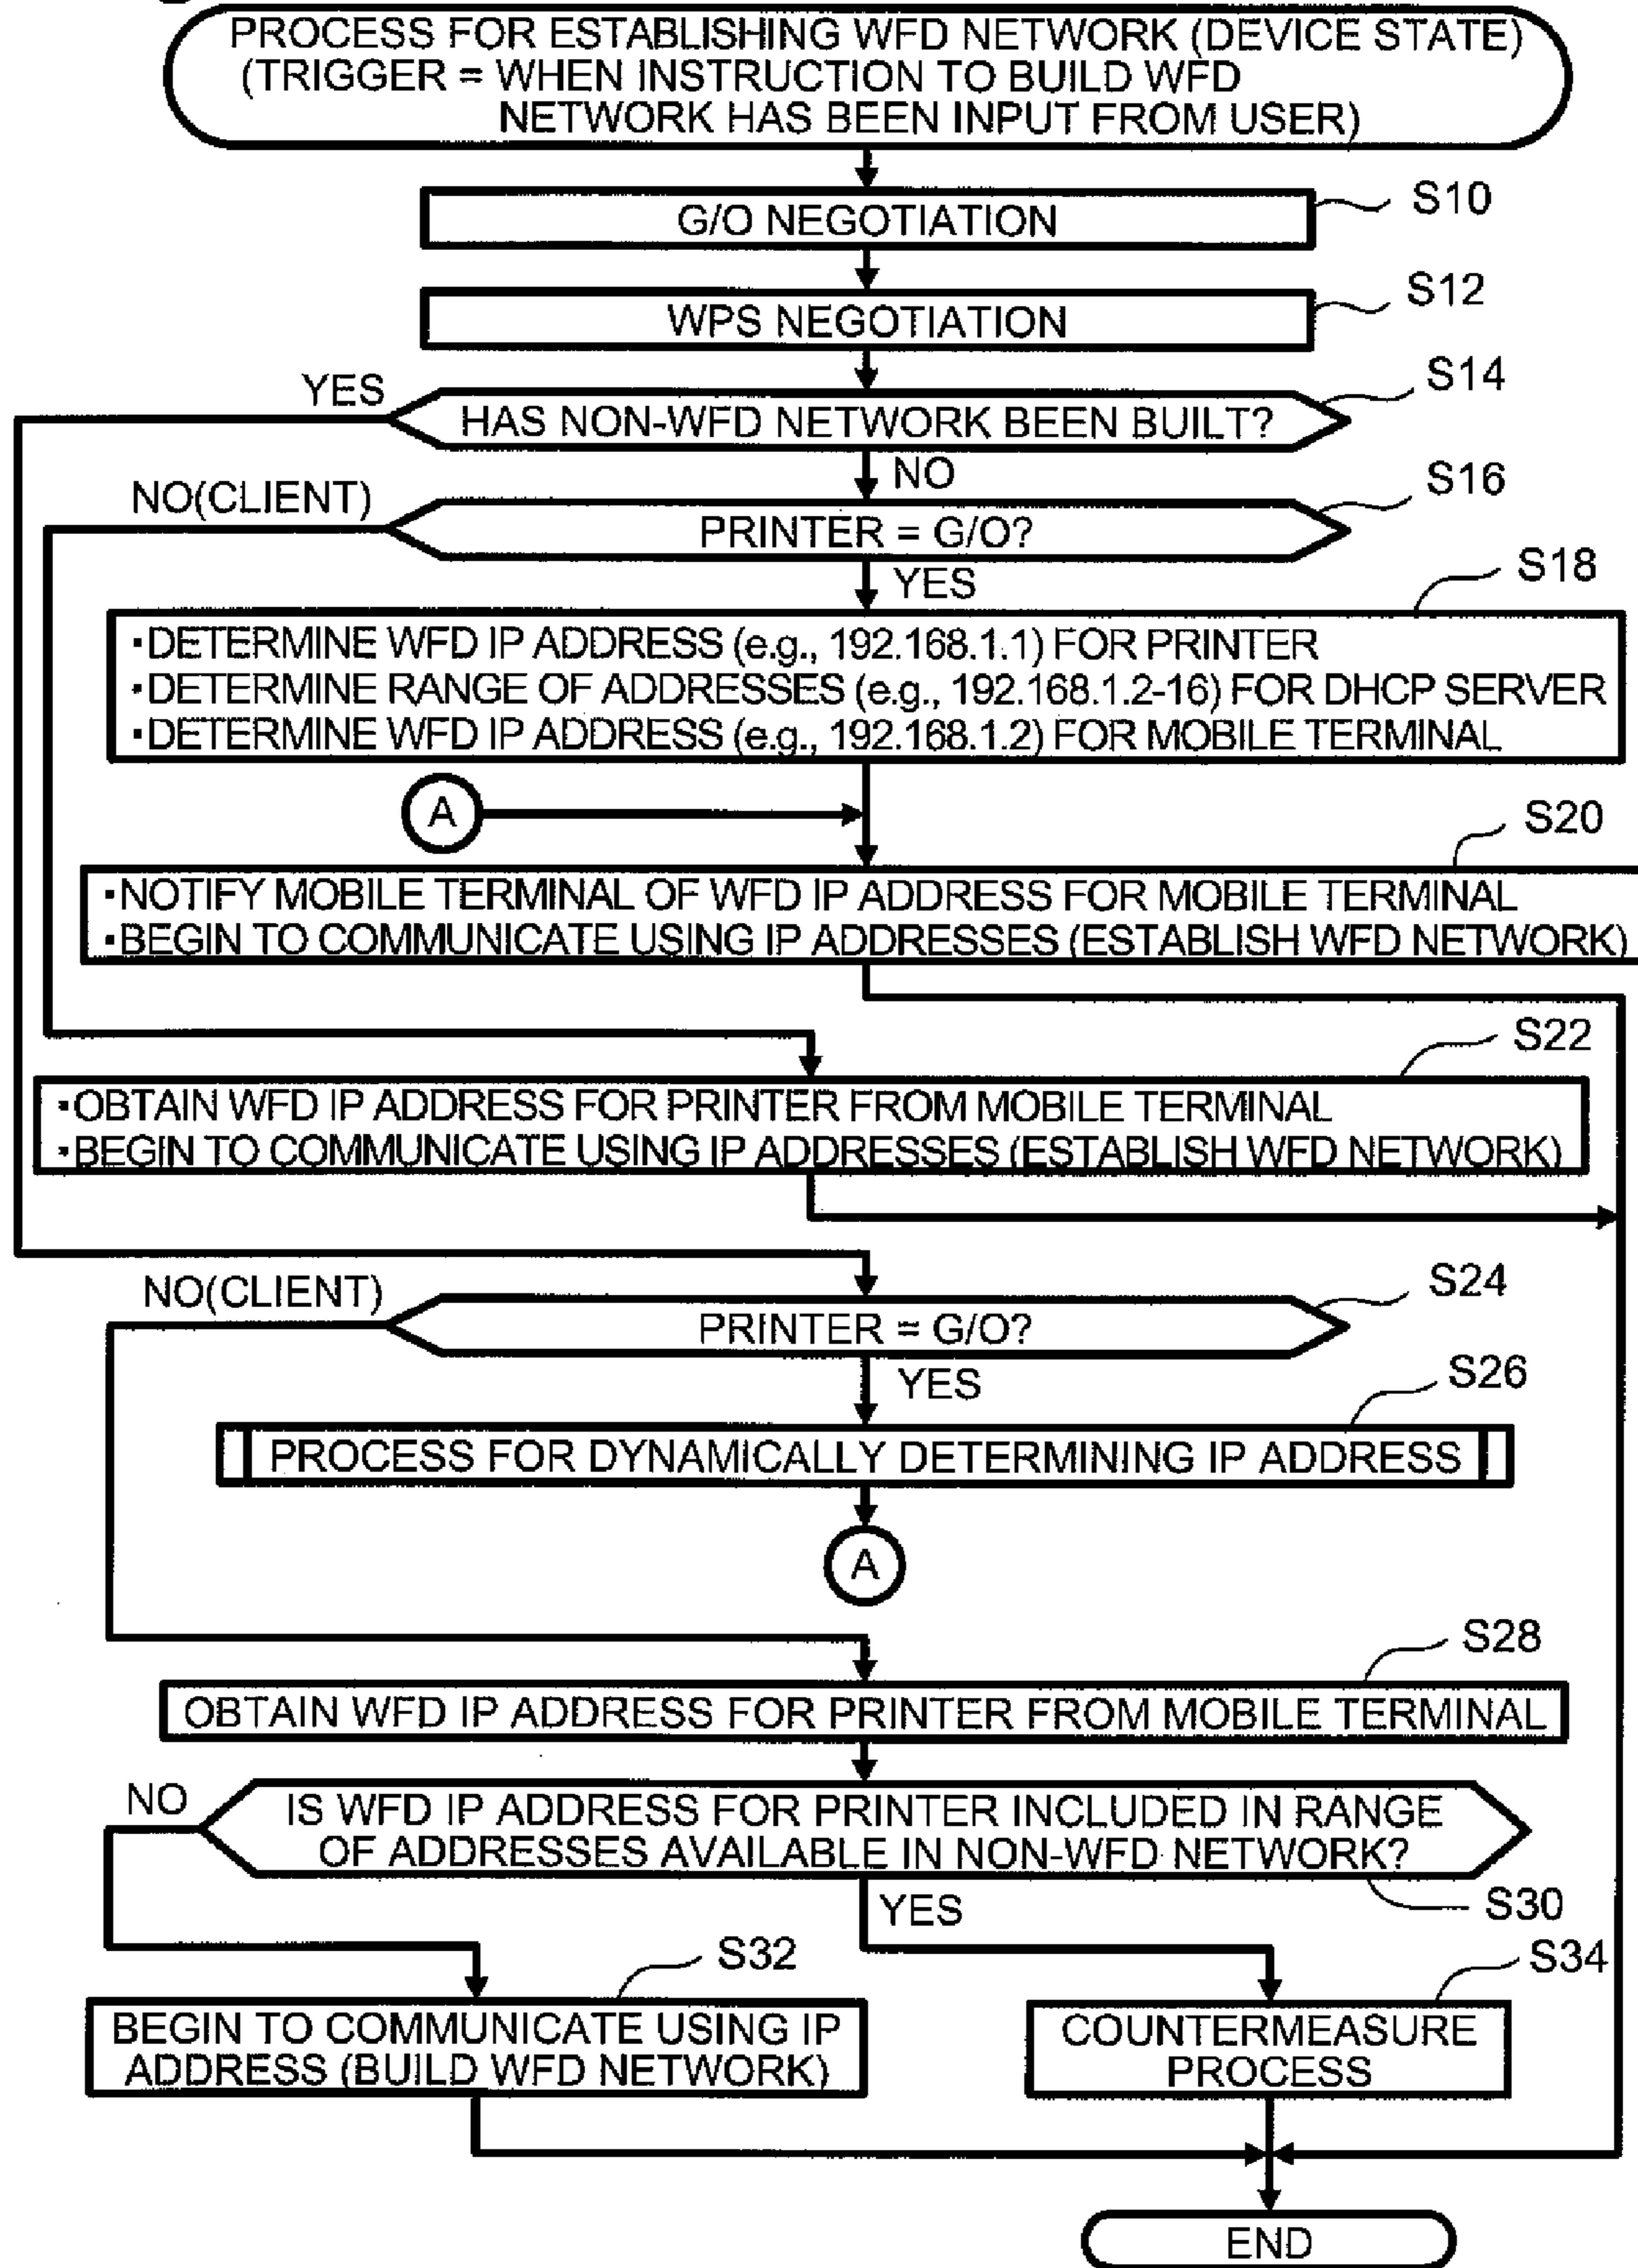 PROCESS FOR ESTABLISHING WFD NETWORK (DEVICE STATE)
(TRIGGER = WHEN INSTRUCTION TO BUILD WFD
NETWORK HAS BEEN INPUT FROM USER)
S10
G/O NEGOTIATION
S12
WPS NEGOTIATION
S14
YES
HAS NON-WFD NETWORK BEEN BUILT?
NO
S16
NO(CLIENT)
PRINTER = G/O?
YES
S18
▪DETERMINE WFD IP ADDRESS (e.g., 192.168.1.1) FOR PRINTER
▪DETERMINE RANGE OF ADDRESSES (e.g., 192.168.1.2-16) FOR DHCP SERVER
▪DETERMINE WFD IP ADDRESS (e.g., 192.168.1.2) FOR MOBILE TERMINAL
A
S20
▪NOTIFY MOBILE TERMINAL OF WFD IP ADDRESS FOR MOBILE TERMINAL
▪BEGIN TO COMMUNICATE USING IP ADDRESSES (ESTABLISH WFD NETWORK)
S22
▪OBTAIN WFD IP ADDRESS FOR PRINTER FROM MOBILE TERMINAL
▪BEGIN TO COMMUNICATE USING IP ADDRESSES (ESTABLISH WFD NETWORK)
S24
NO(CLIENT)
PRINTER = G/O?
YES
S26
PROCESS FOR DYNAMICALLY DETERMINING IP ADDRESS
A
S28
OBTAIN WFD IP ADDRESS FOR PRINTER FROM MOBILE TERMINAL
NO
IS WFD IP ADDRESS FOR PRINTER INCLUDED IN RANGE
OF ADDRESSES AVAILABLE IN NON-WFD NETWORK?
YES
S30
S32
S34
BEGIN TO COMMUNICATE USING IP
ADDRESS (BUILD WFD NETWORK)
COUNTERMEASURE
PROCESS
END